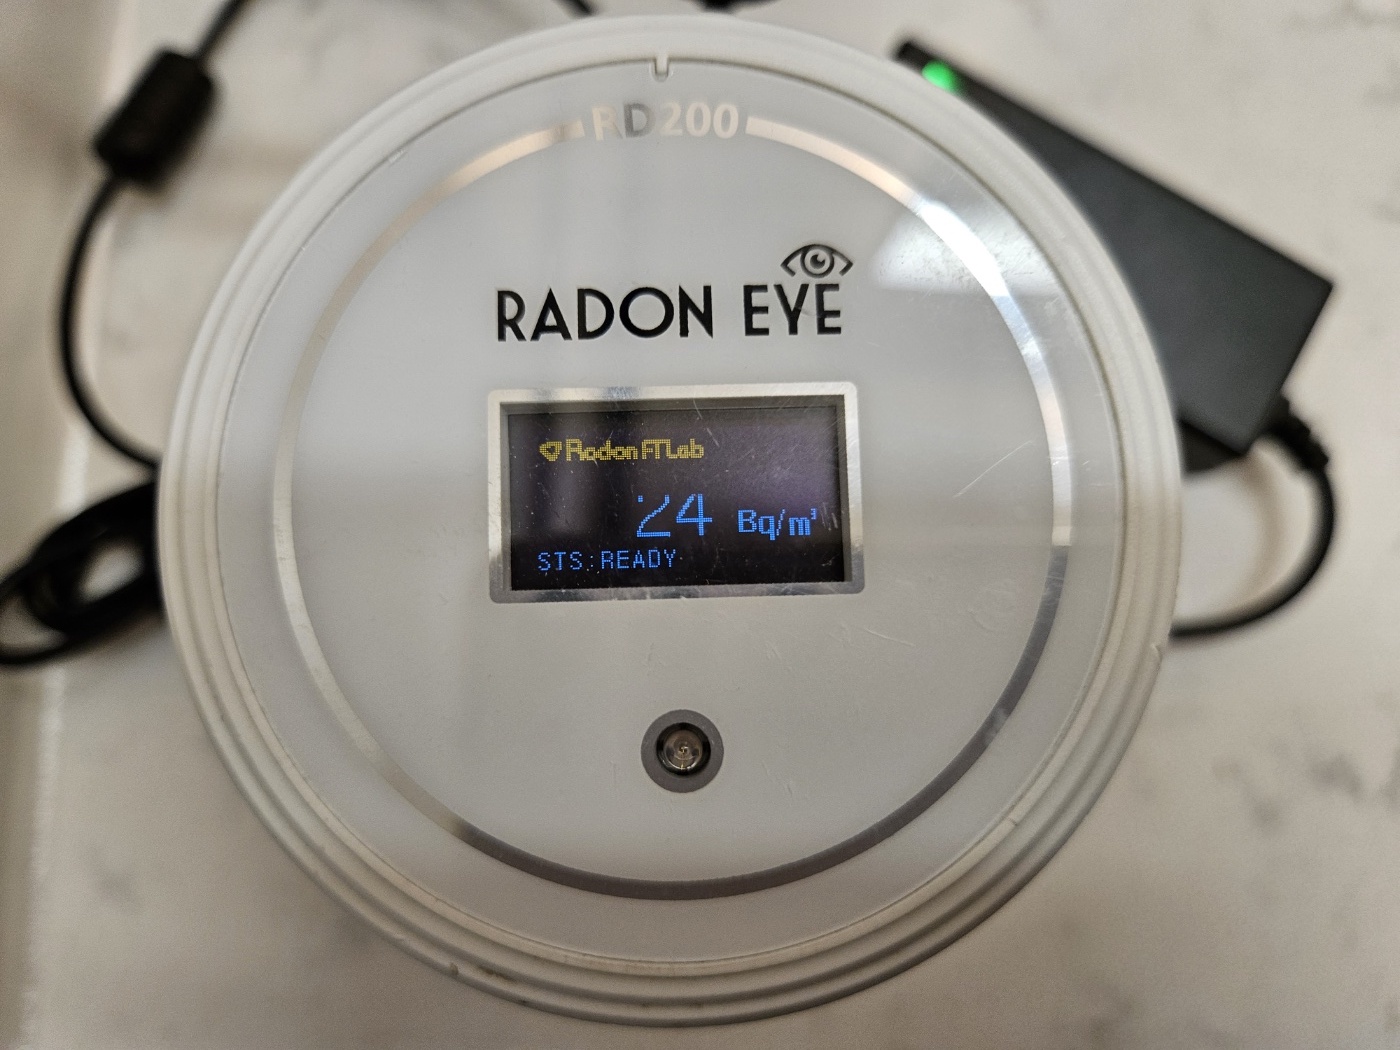 RD200
RADON EYE
Radon FTLab
24 Bq/m³
STS: READY